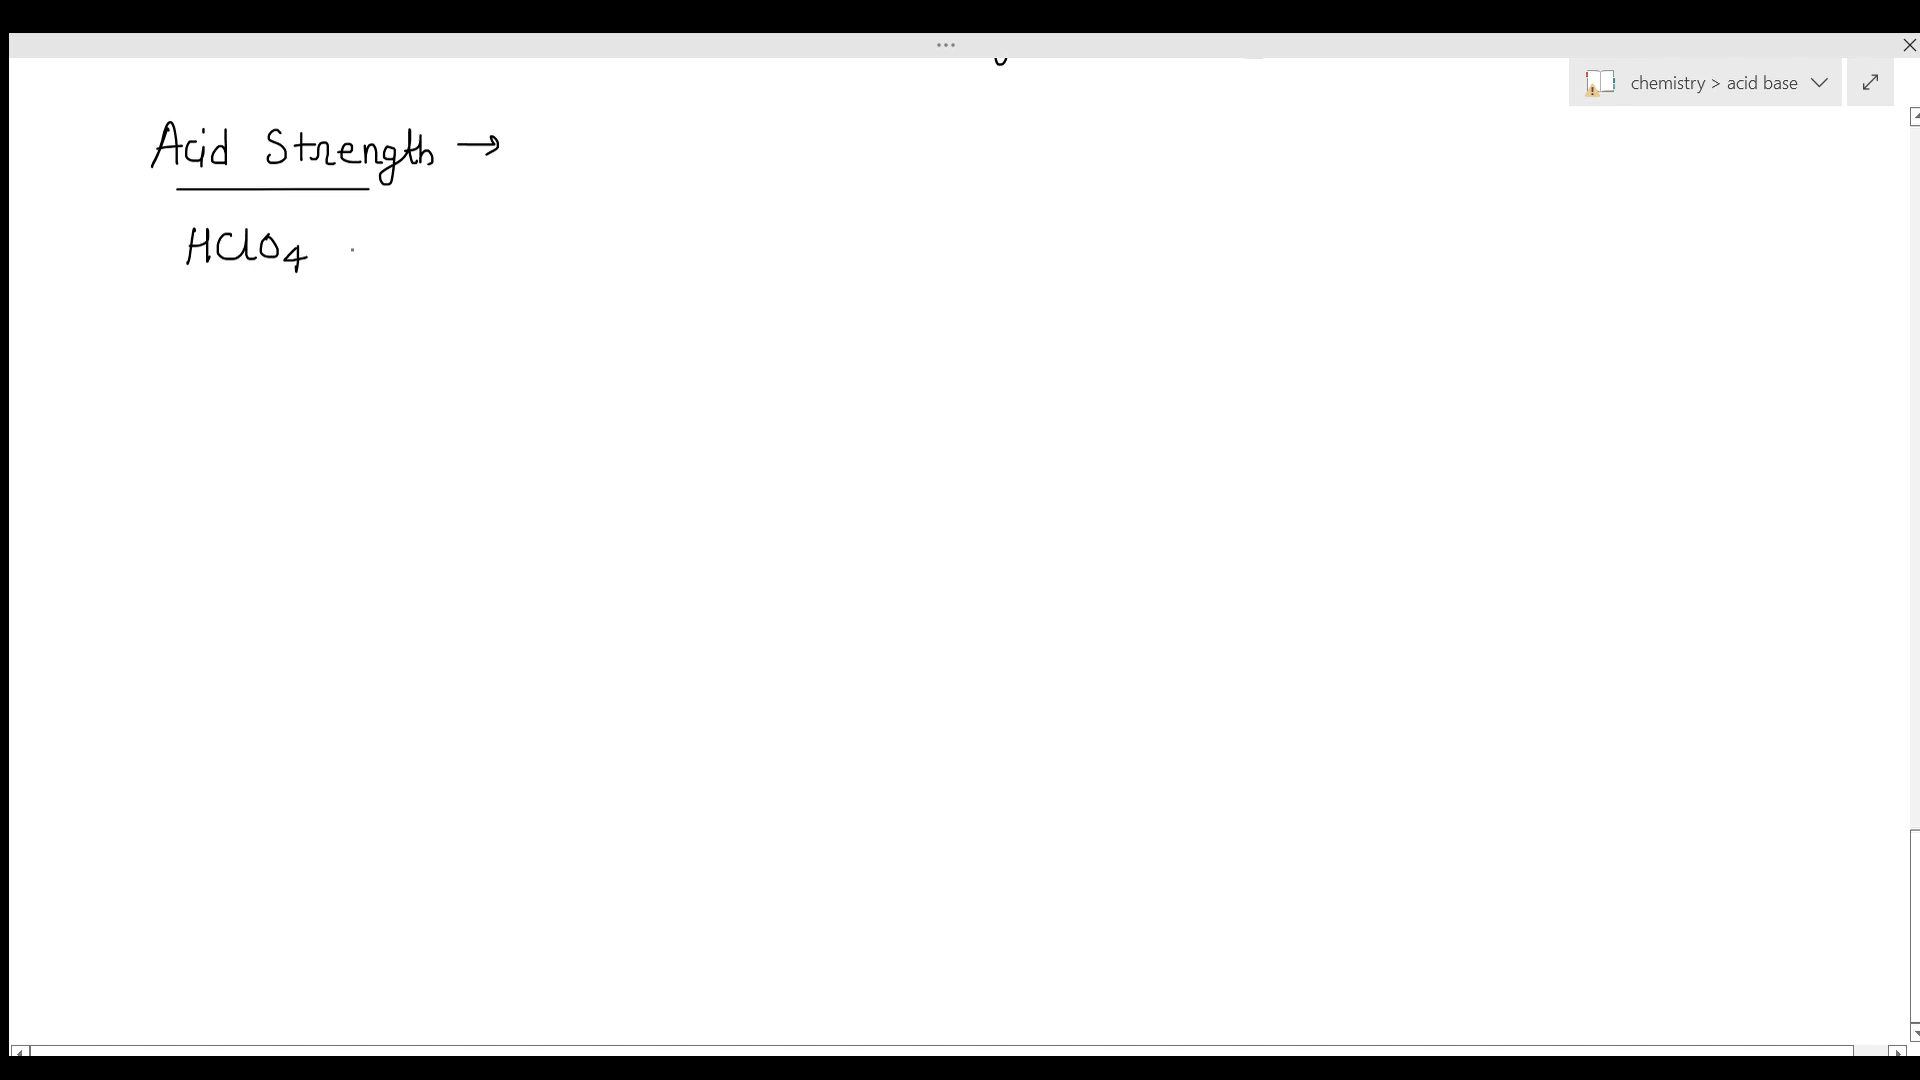 chemistry > acid base
Acid Strength →
HClO₄